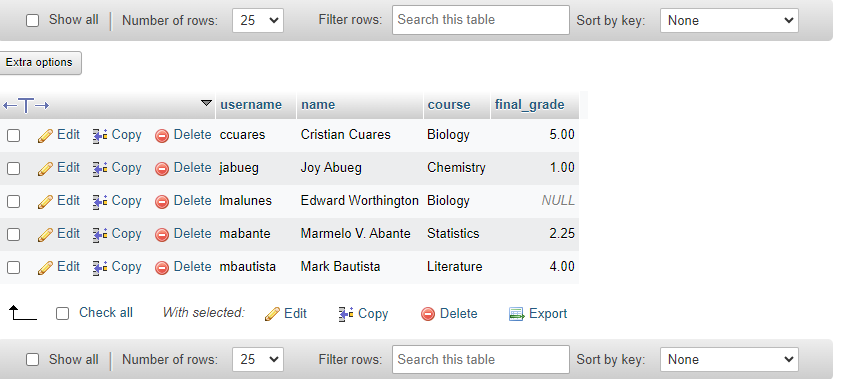 Show all Number of rows: 25 Filter rows: Search this table Sort by key: None
Extra options
username name course final_grade
Edit Copy Delete ccuares Cristian Cuares Biology 5.00
Edit Copy Delete jabueg Joy Abueg Chemistry 1.00
Edit Copy Delete lmalunes Edward Worthington Biology NULL
Edit Copy Delete mabante Marmelo V. Abante Statistics 2.25
Edit Copy Delete mbautista Mark Bautista Literature 4.00
Check all With selected: Edit Copy Delete Export
Show all Number of rows: 25 Filter rows: Search this table Sort by key: None